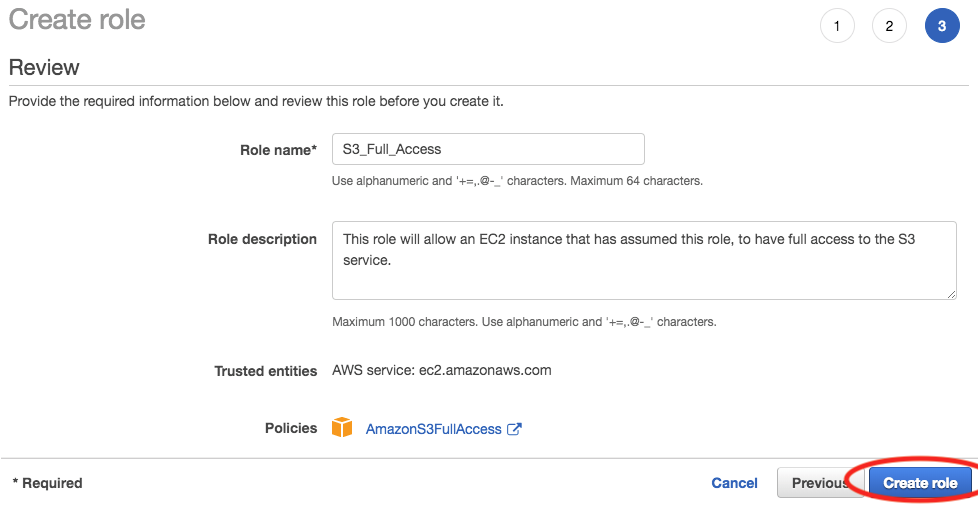 Create role
1 2 3
Review
Provide the required information below and review this role before you create it.
Role name* S3_Full_Access
Use alphanumeric and '+=,.@-_' characters. Maximum 64 characters.
Role description This role will allow an EC2 instance that has assumed this role, to have full access to the S3
service.
Maximum 1000 characters. Use alphanumeric and '+=,.@-_' characters.
Trusted entities AWS service: ec2.amazonaws.com
Policies AmazonS3FullAccess
* Required Cancel Previous Create role